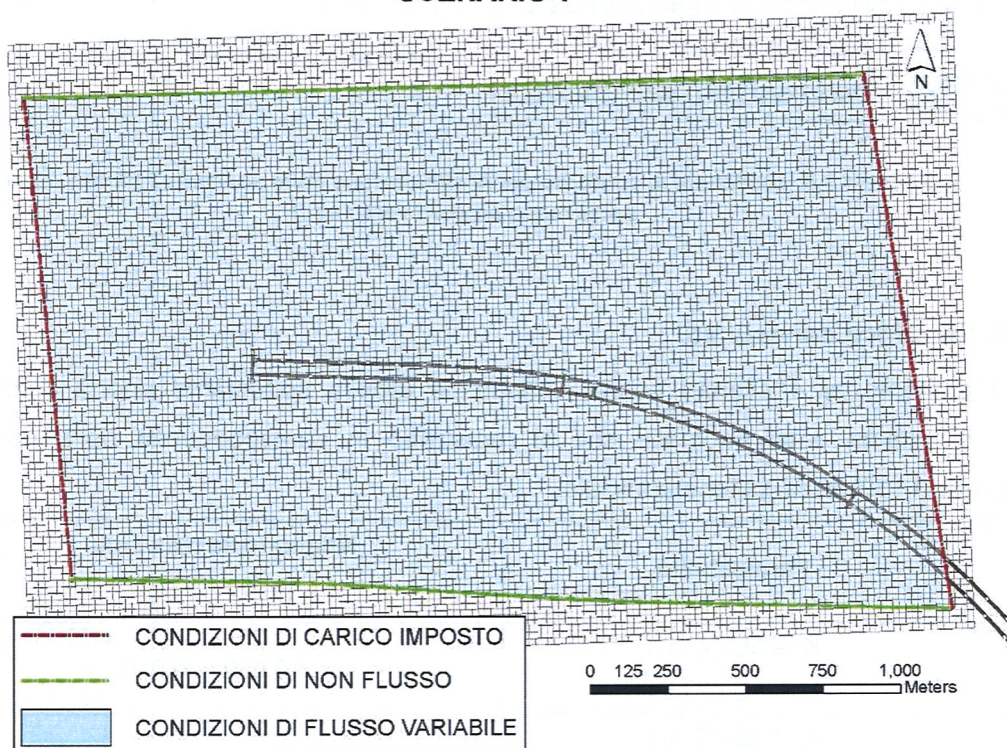 N
CONDIZIONI DI CARICO IMPOSTO
CONDIZIONI DI NON FLUSSO
CONDIZIONI DI FLUSSO VARIABILE
0 125 250 500 750 1,000
Meters